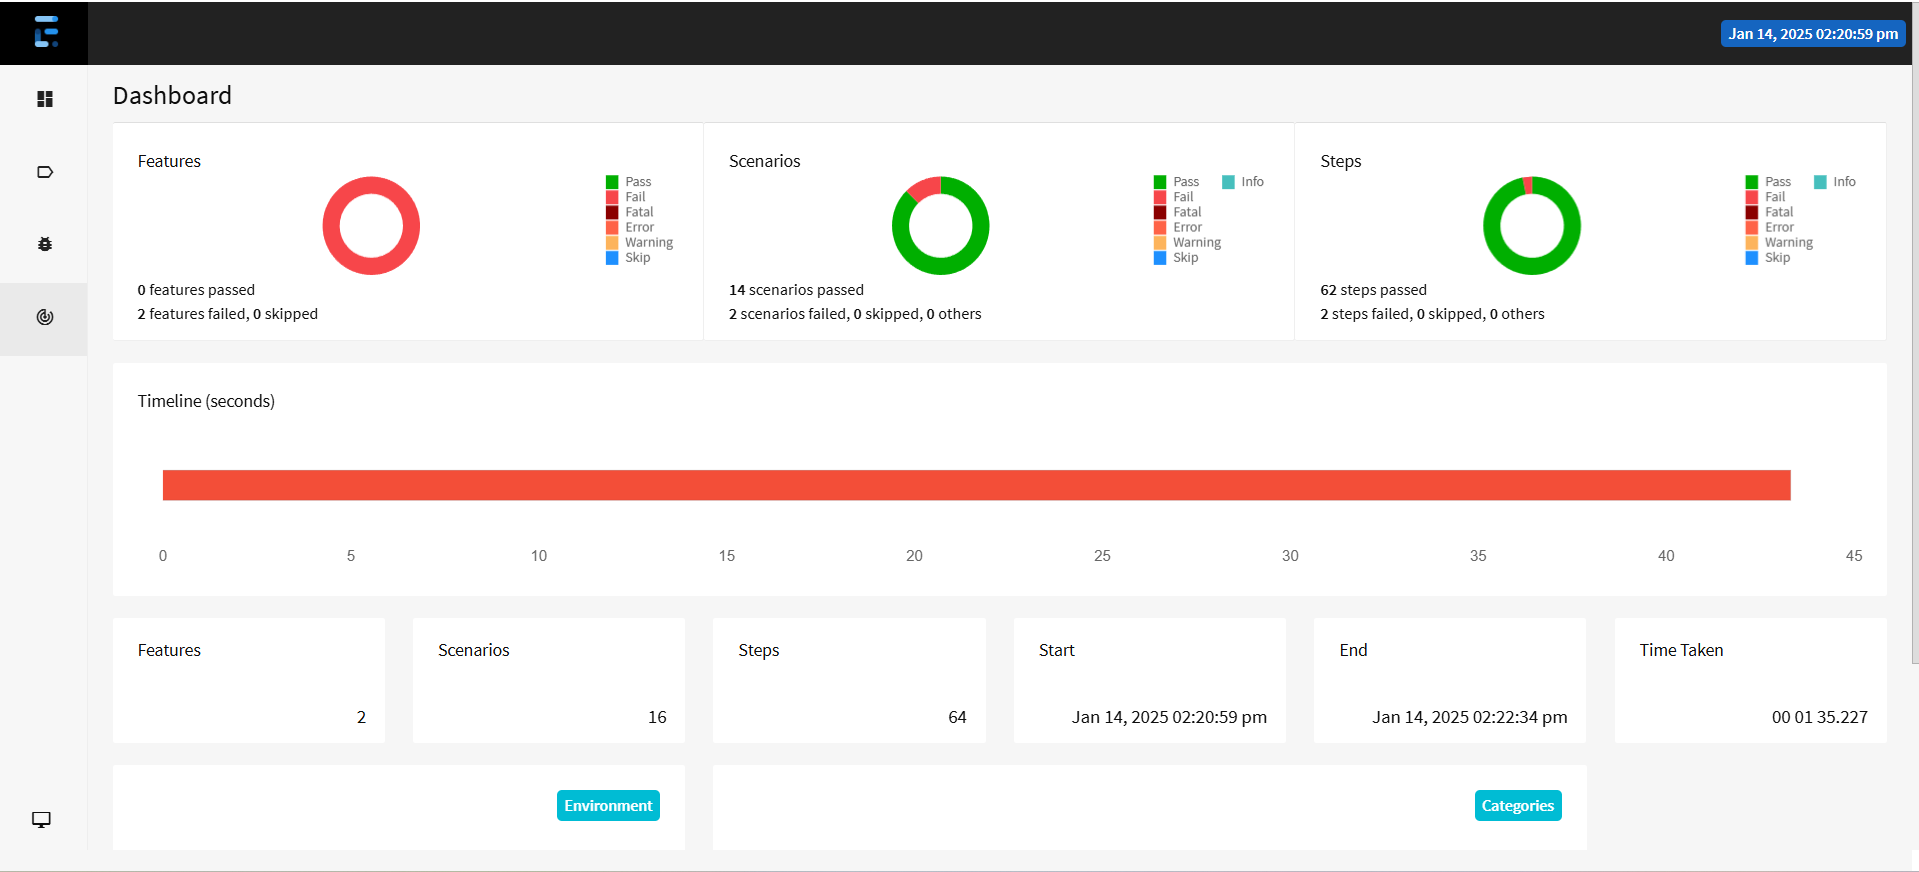 Jan 14, 2025 02:20:59 pm
Dashboard
Features
Pass
Fail
Fatal
Error
Warning
Skip
0 features passed
2 features failed, 0 skipped
Scenarios
Pass Info
Fail
Fatal
Error
Warning
Skip
14 scenarios passed
2 scenarios failed, 0 skipped, 0 others
Steps
Pass Info
Fail
Fatal
Error
Warning
Skip
62 steps passed
2 steps failed, 0 skipped, 0 others
Timeline (seconds)
0 5 10 15 20 25 30 35 40 45
Features
2
Scenarios
16
Steps
64
Start
Jan 14, 2025 02:20:59 pm
End
Jan 14, 2025 02:22:34 pm
Time Taken
00 01 35.227
Environment
Categories